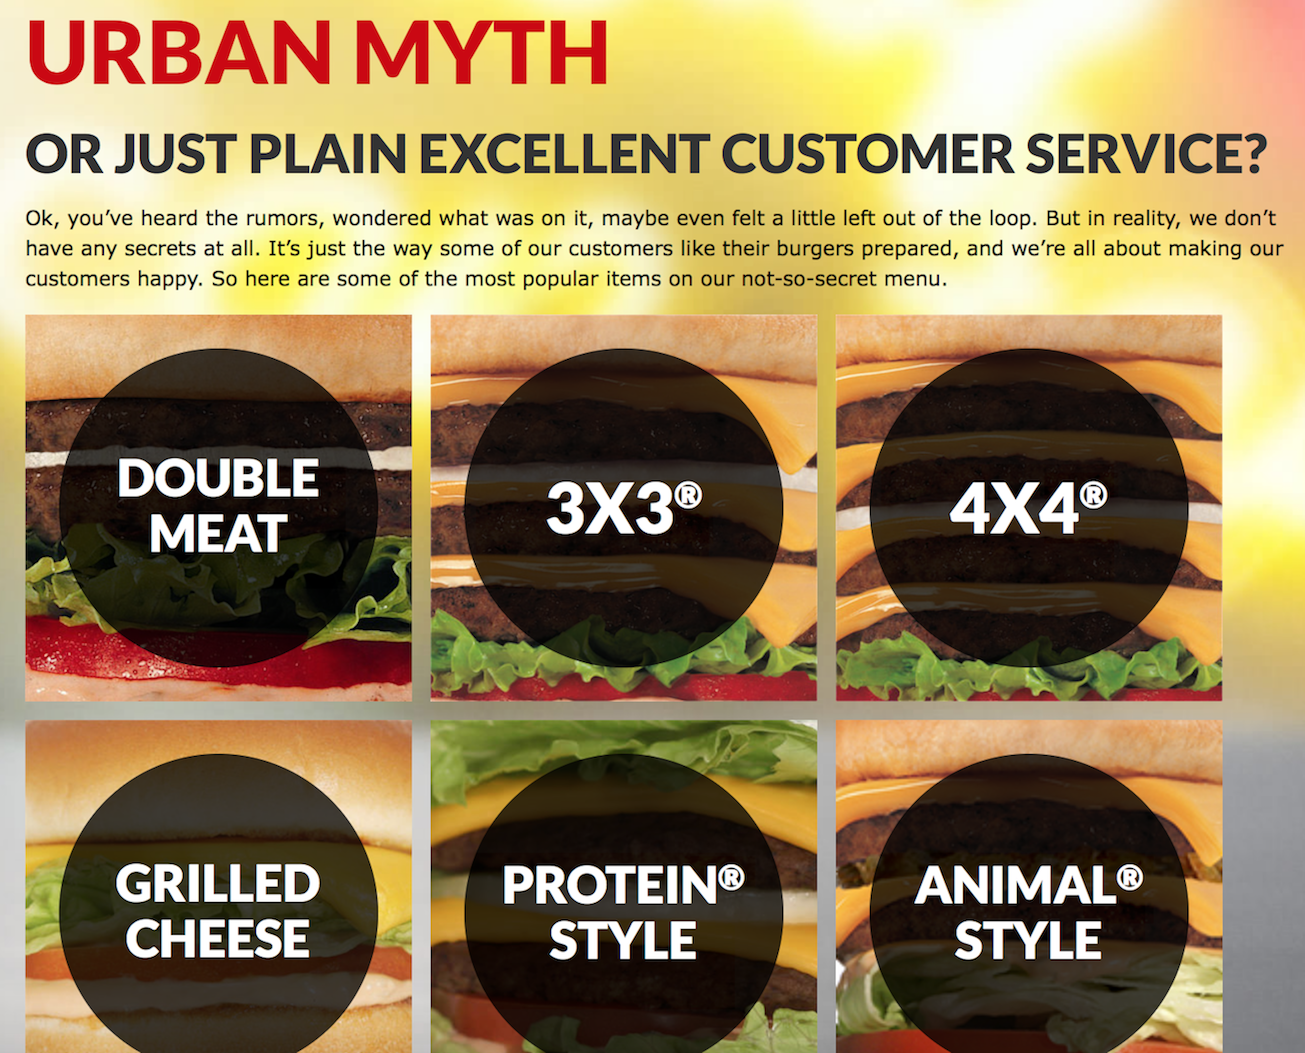 URBAN MYTH
OR JUST PLAIN EXCELLENT CUSTOMER SERVICE?
Ok, you’ve heard the rumors, wondered what was on it, maybe even felt a little left out of the loop. But in reality, we don’t
have any secrets at all. It’s just the way some of our customers like their burgers prepared, and we’re all about making our
customers happy. So here are some of the most popular items on our not-so-secret menu.
DOUBLE
MEAT
3X3®
4X4®
GRILLED
CHEESE
PROTEIN®
STYLE
ANIMAL®
STYLE